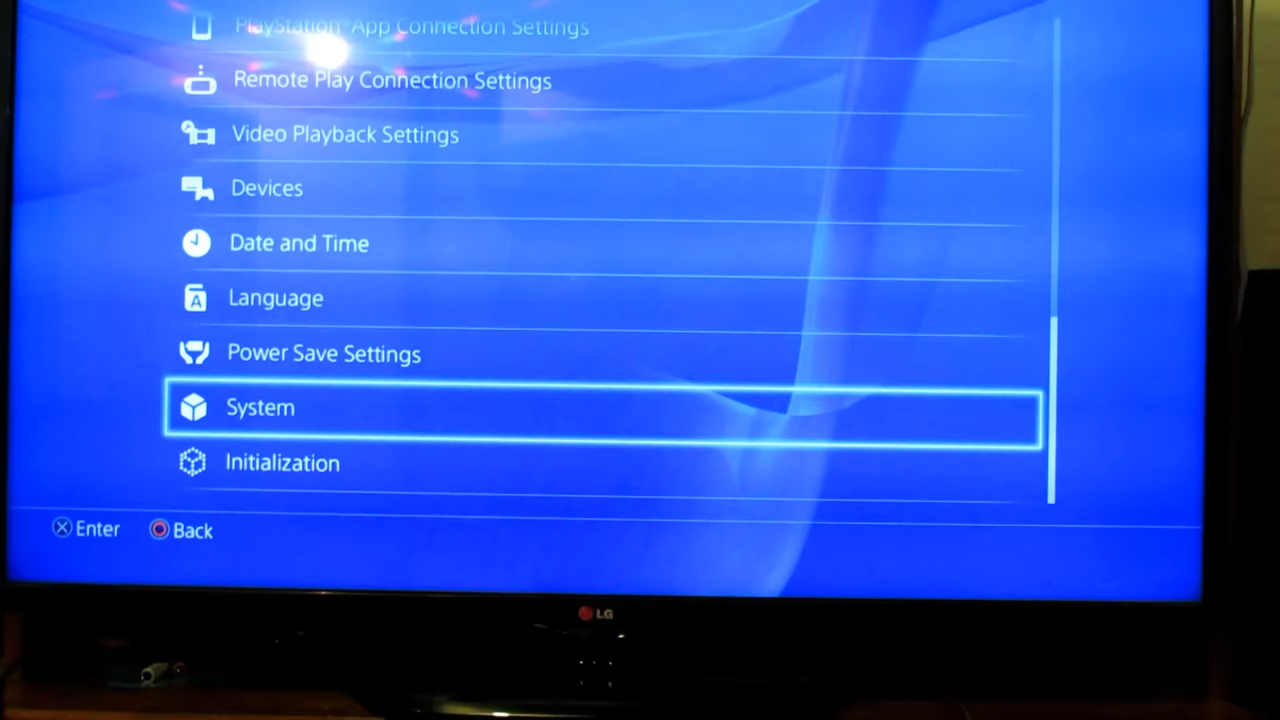 PlayStation®App Connection Settings
Remote Play Connection Settings
Video Playback Settings
Devices
Date and Time
A
Language
Power Save Settings
System
Initialization
Enter
Back
LG